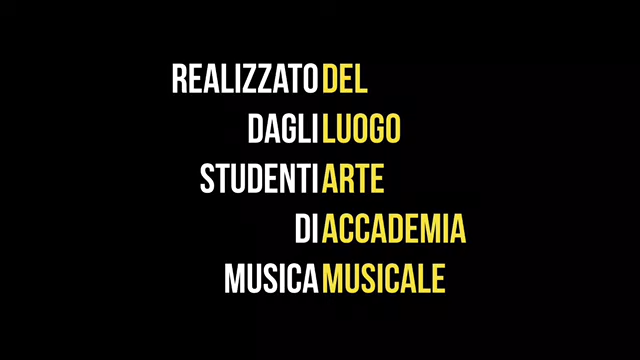 REALIZZATO DEL
DAGLI LUOGO
STUDENTI ARTE
DI ACCADEMIA
MUSICA MUSICALE